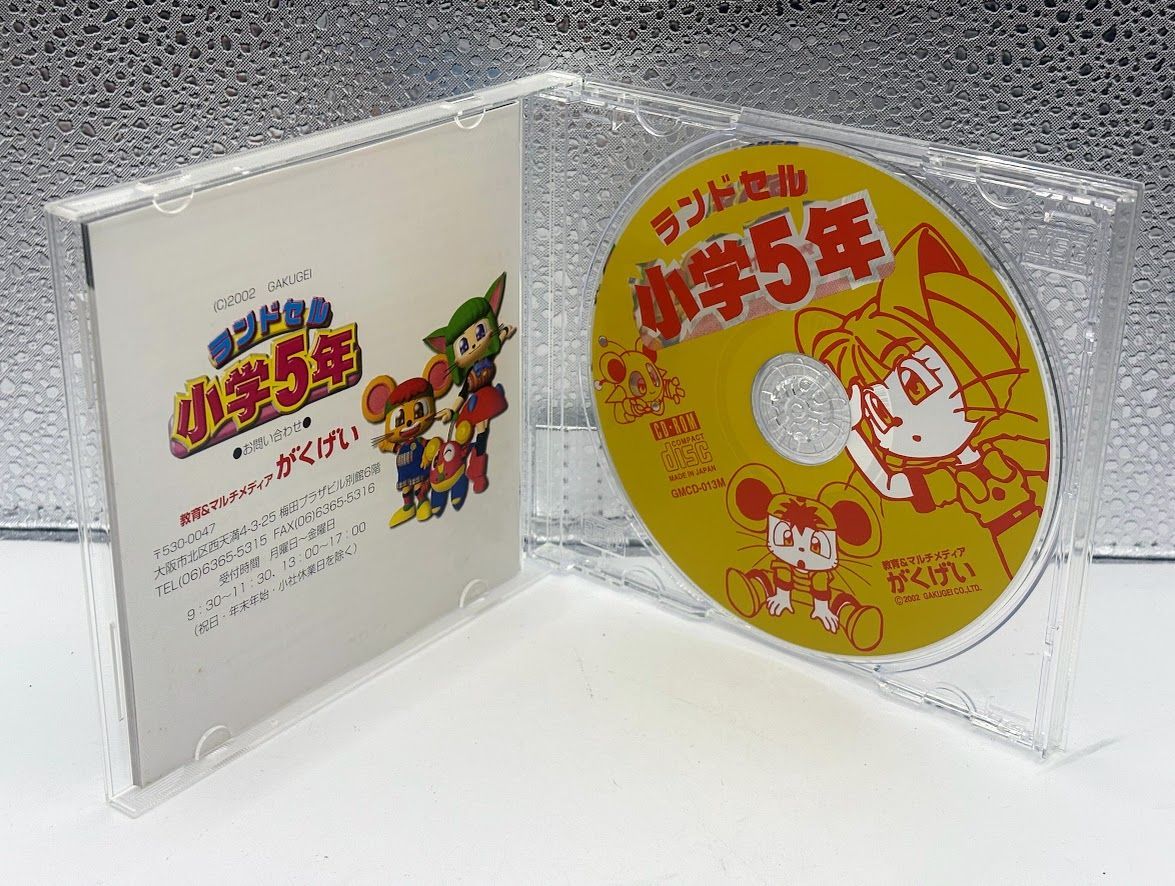 (C)2002 GAKUGEI
ランドセル
小学5年
●お問い合わせ●
教育&マルチメディア がくげい
〒530-0047
大阪市北区西天満4-3-25 梅田プラザビル別館6階
TEL(06)6365-5315 FAX(06)6365-5316
受付時間 月曜日〜金曜日
9:30〜11:30、13:00〜17:00
(祝日・年末年始・小社休業日を除く)
ランドセル
小学5年
CD-ROM
COMPACT
disc
MADE IN JAPAN
GMCD-013M
教育&マルチメディア
がくげい
©2002 GAKUGEI CO.,LTD.